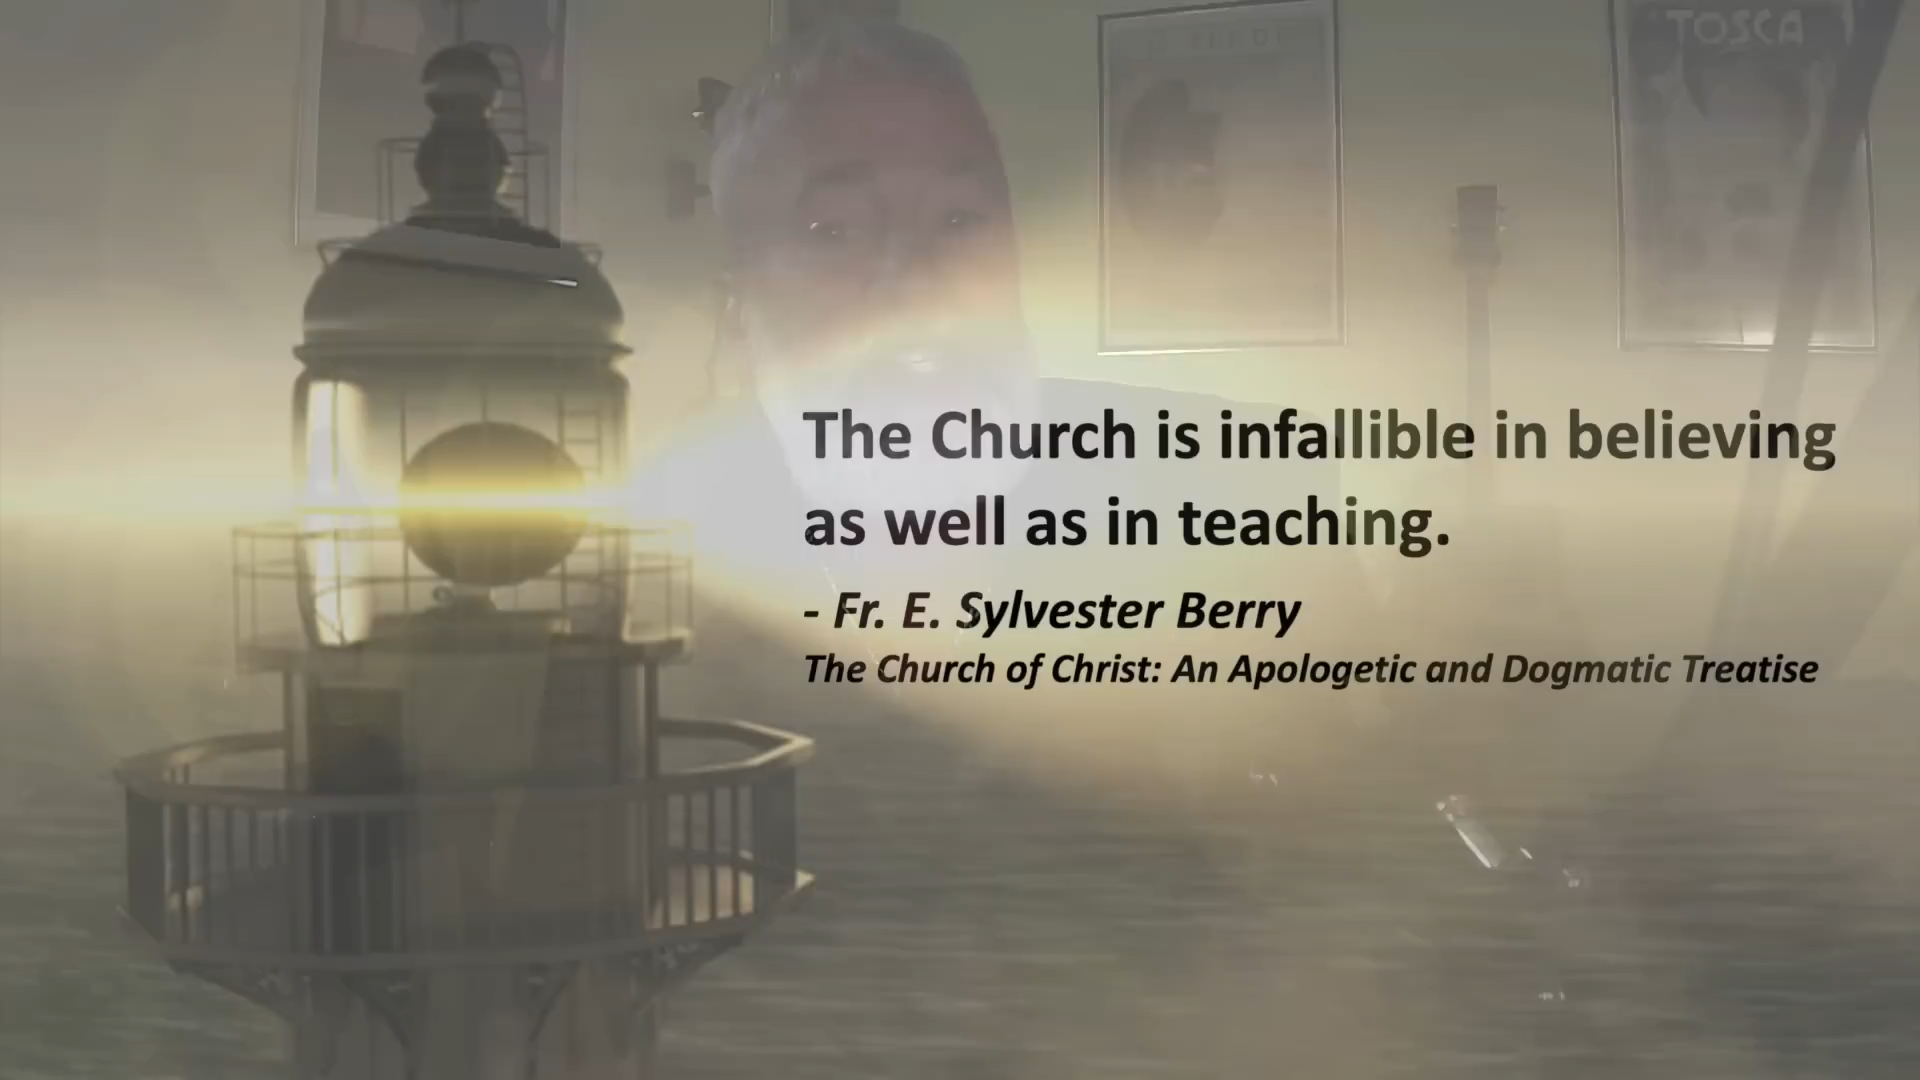 TOSCA
The Church is infallible in believing
as well as in teaching.
- Fr. E. Sylvester Berry
The Church of Christ: An Apologetic and Dogmatic Treatise